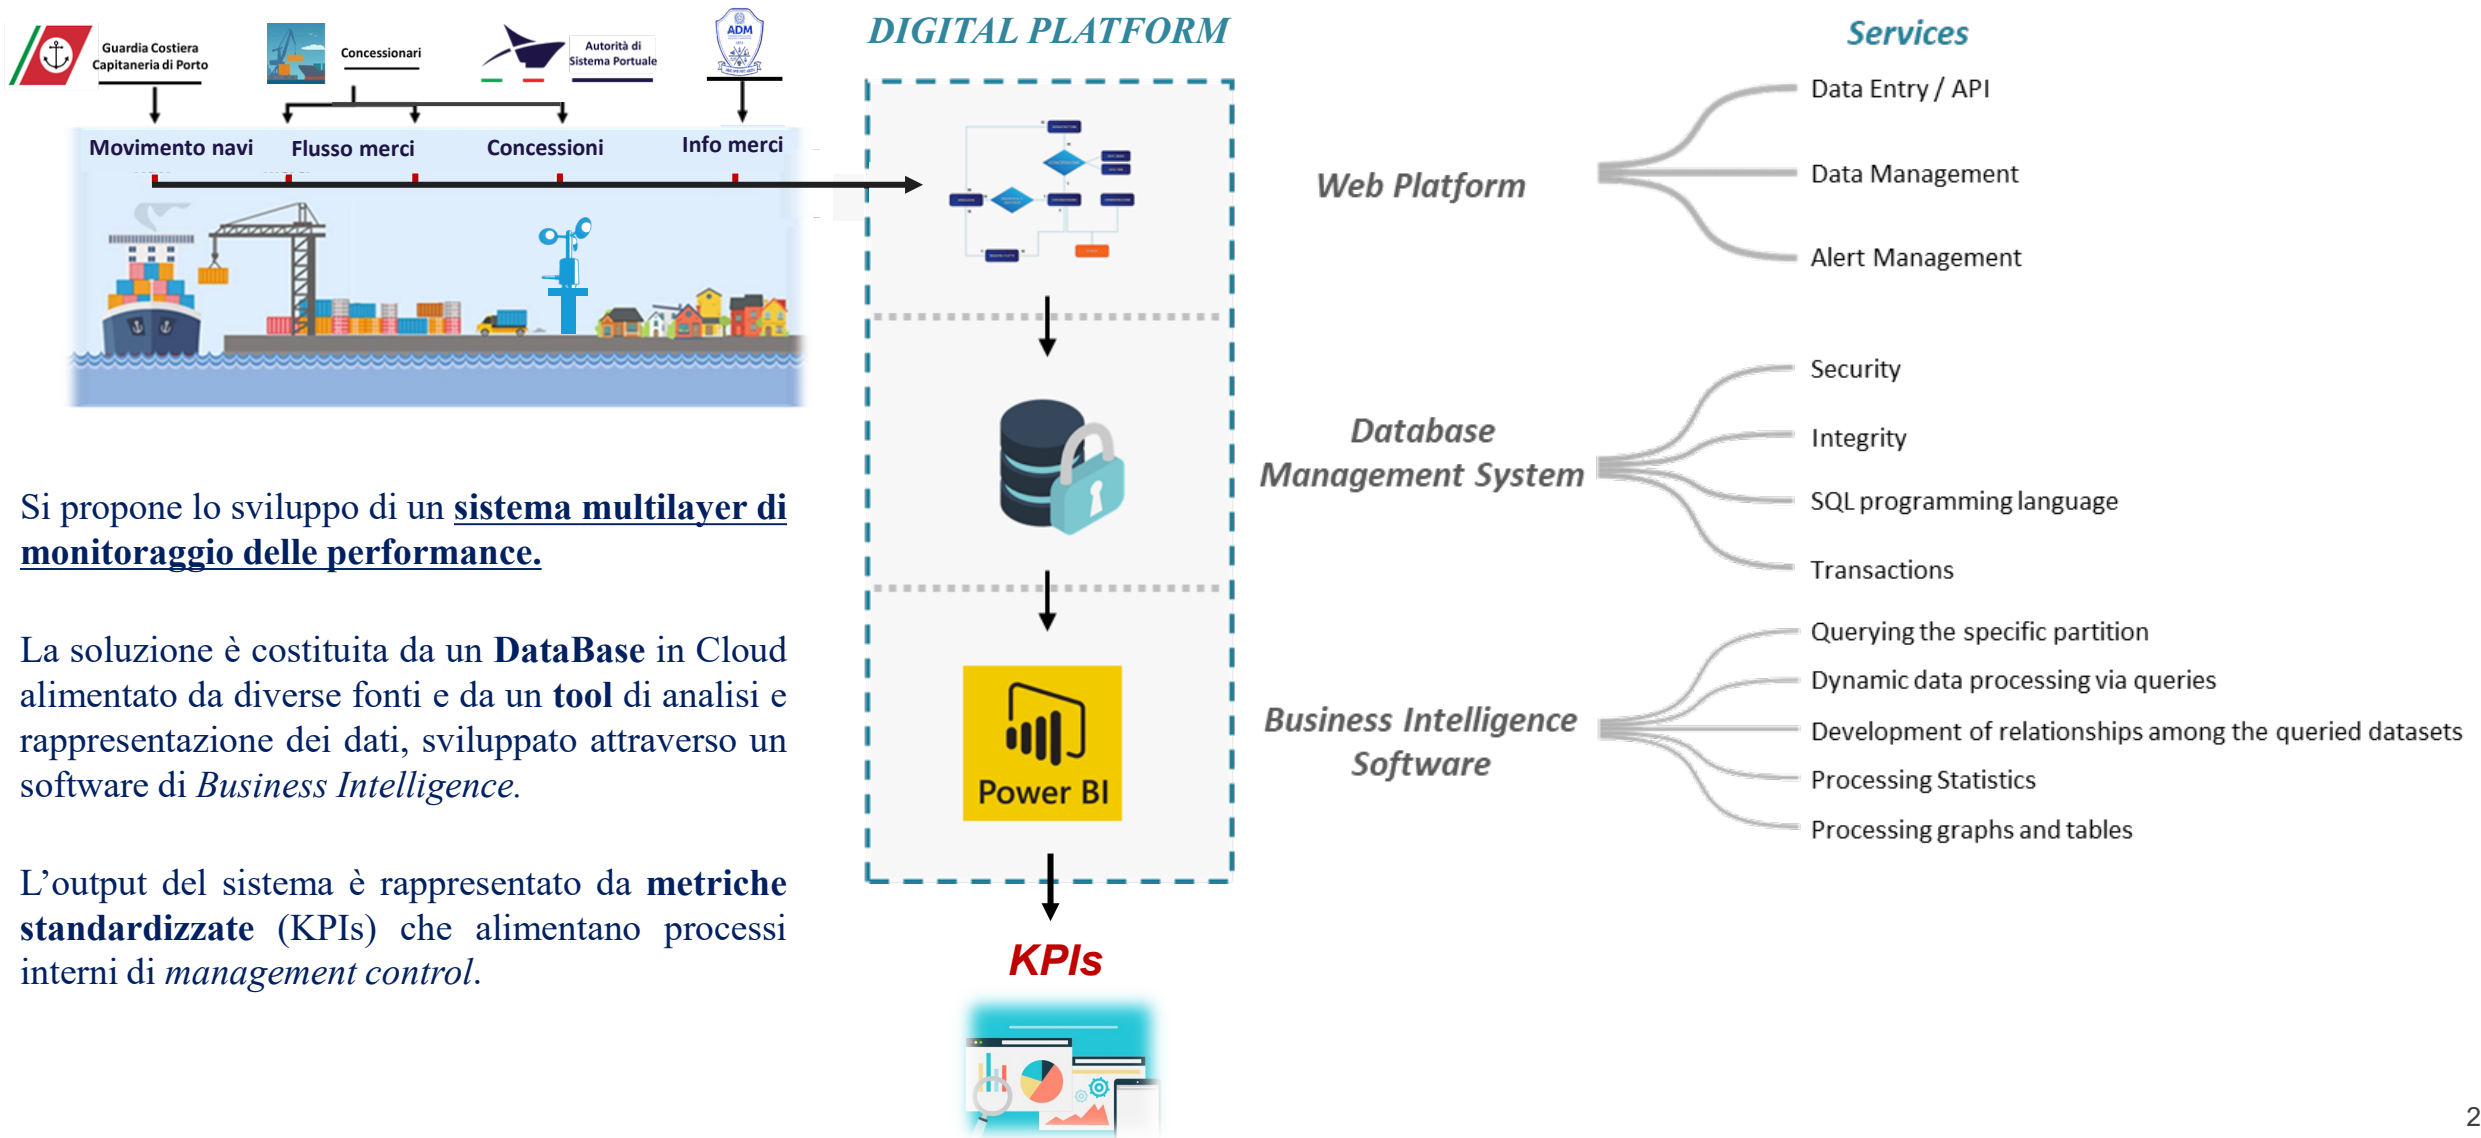 Guardia Costiera
Capitaneria di Porto
Concessionari
Autorità di
Sistema Portuale
ADM
Movimento navi
Flusso merci
Concessioni
Info merci
Si propone lo sviluppo di un sistema multilayer di
monitoraggio delle performance.
La soluzione è costituita da un DataBase in Cloud
alimentato da diverse fonti e da un tool di analisi e
rappresentazione dei dati, sviluppato attraverso un
software di Business Intelligence.
L’output del sistema è rappresentato da metriche
standardizzate (KPIs) che alimentano processi
interni di management control.
DIGITAL PLATFORM
Power BI
KPIs
Services
Web Platform
Data Entry / API
Data Management
Alert Management
Database
Management System
Security
Integrity
SQL programming language
Transactions
Business Intelligence
Software
Querying the specific partition
Dynamic data processing via queries
Development of relationships among the queried datasets
Processing Statistics
Processing graphs and tables
2